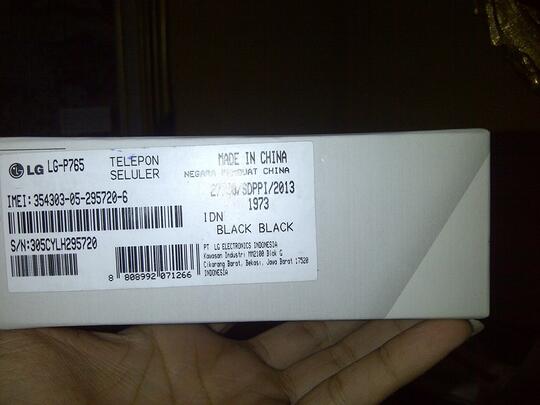 LG LG-P765
TELEPON
SELULER
MADE IN CHINA
NEGARA PEMBUAT CHINA
/SDPPI/2013
1973
IMEI:354303-05-295720-6
IDN
BLACK BLACK
S/N:305CYLH295720
PT LG ELECTRONICS INDONESIA
Kawasan Industri MM2100 Blok G
Cikarang Barat, Bekasi, Jawa Barat 17520
INDONESIA
8 808992 071266